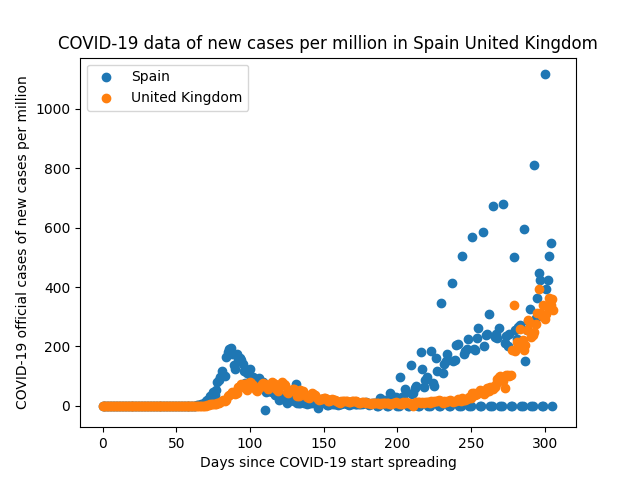 COVID-19 data of new cases per million in Spain United Kingdom
Spain
United Kingdom
COVID-19 official cases of new cases per million
1000
800
600
400
200
0
0 50 100 150 200 250 300
Days since COVID-19 start spreading